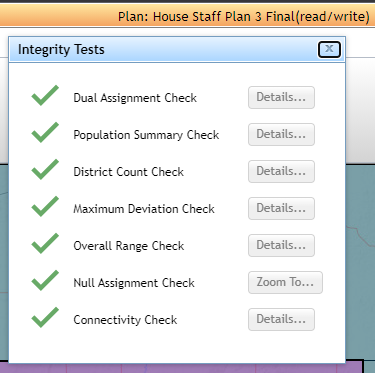 Plan: House Staff Plan 3 Final(read/write)
Integrity Tests
x
Dual Assignment Check Details...
Population Summary Check Details...
District Count Check Details...
Maximum Deviation Check Details...
Overall Range Check Details...
Null Assignment Check Zoom To...
Connectivity Check Details...